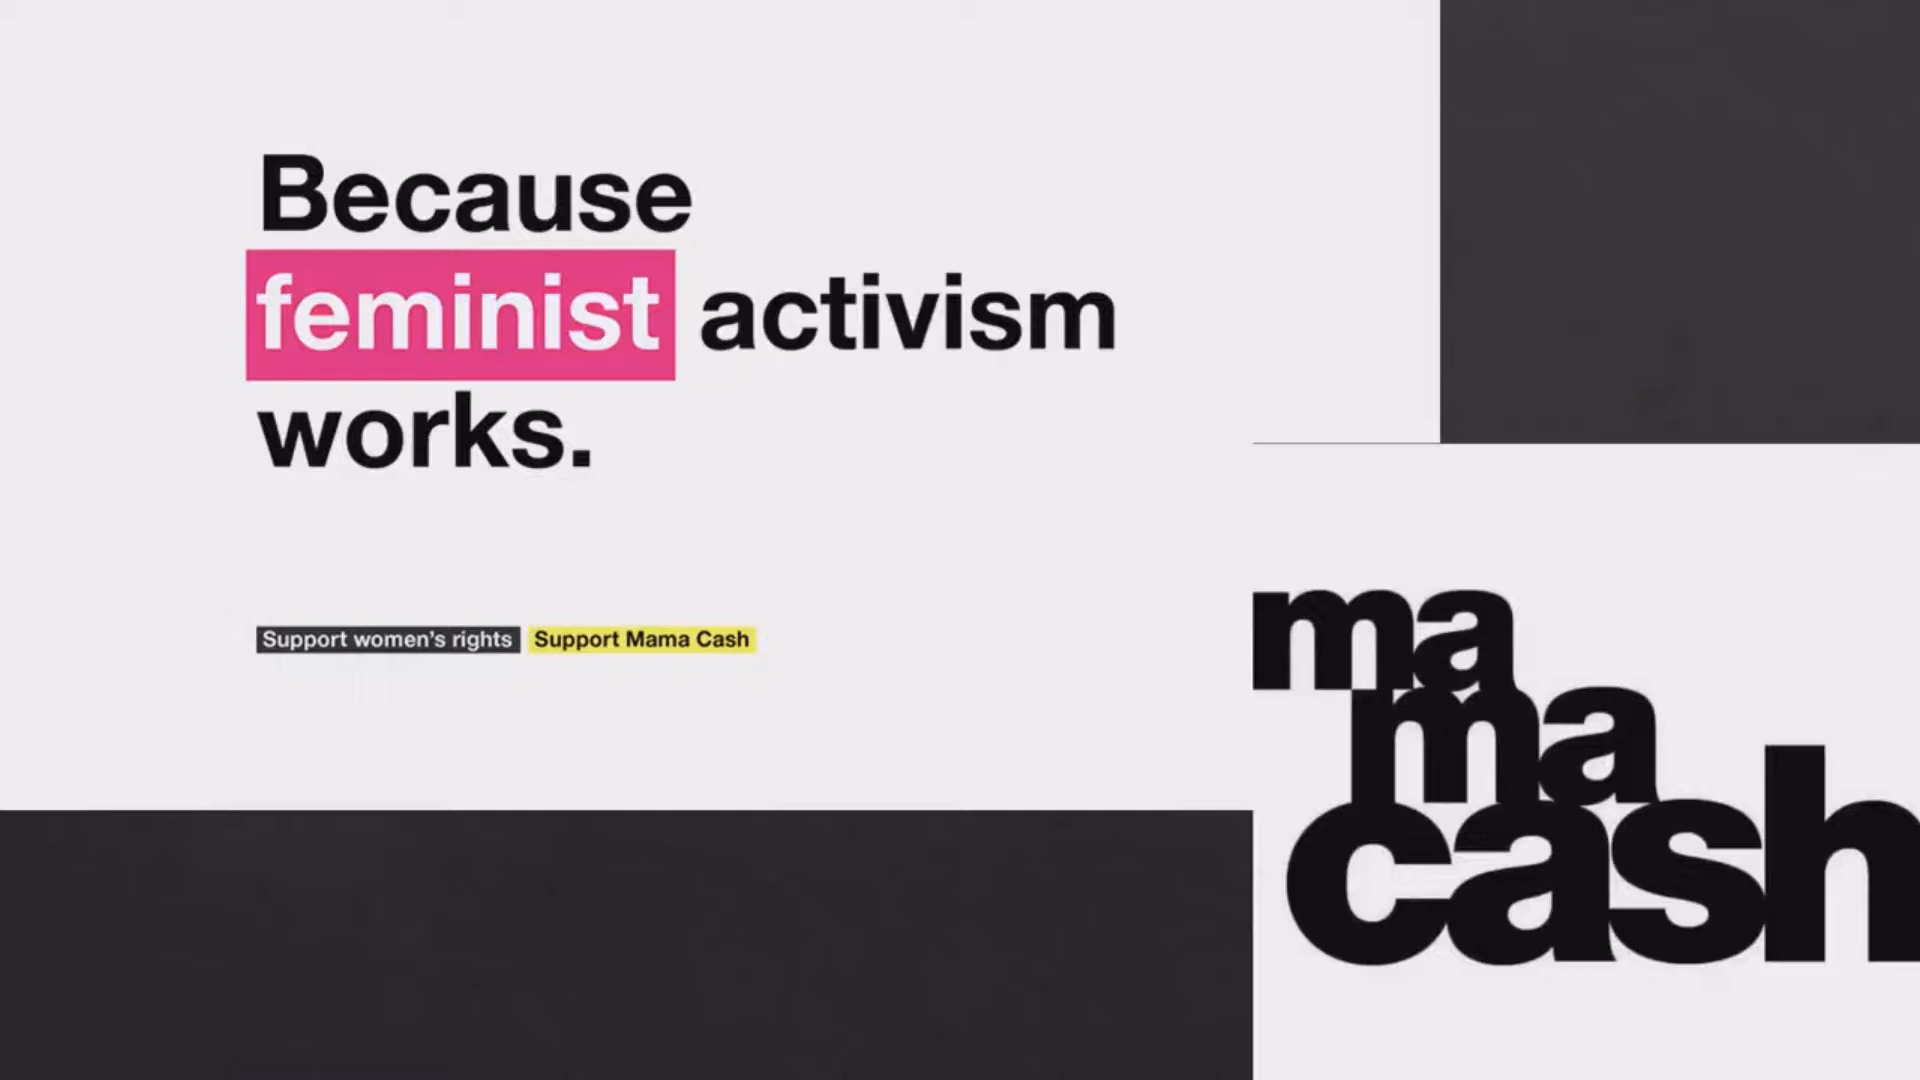 Because
feminist activism
works.
Support women's rights Support Mama Cash
ma
ma
cash